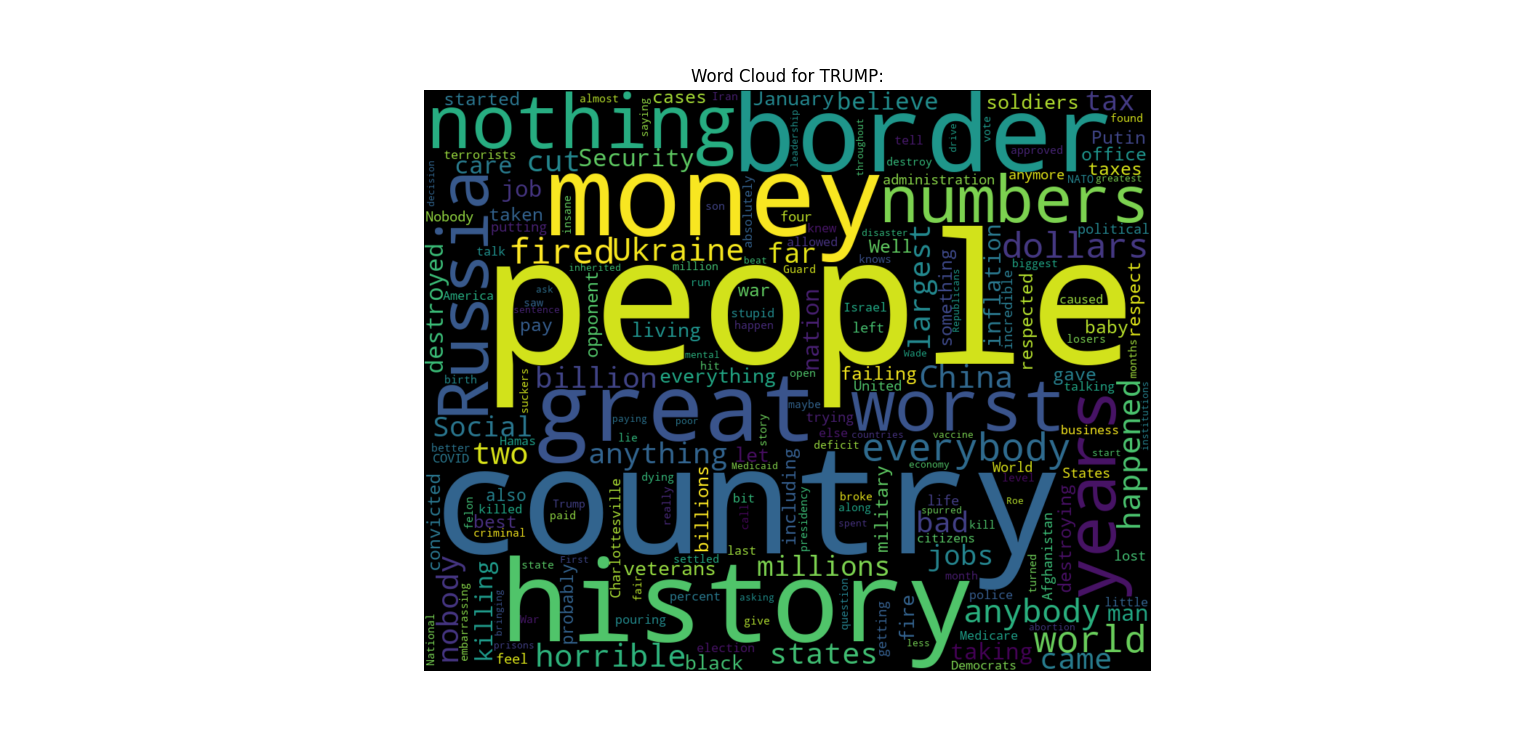 Word Cloud for TRUMP:
started almost cases Iran January believe soldiers tax found
nothing saying border leadership throughout tell drive vote approved Putin
terrorists care cut Security destroy office
decision Russia job money son absolutely administration anymore NATO greatest taxes
Nobody taken insane four numbers
putting knew disaster political
talk fired Ukraine far allowed Well largest something inflation dollars
destroyed inherited million beat Guard knows biggest
America ask people run war Israel Republicans incredible respected caused respect
saw sentence opponent stupid happen nation left baby
pay living losers
mental Wade months
birth suckers billion hit everything open failing United China gave talking
great maybe worst years happened institutions
Social paying poor trying else countries vaccine business
better Hamas two lie story deficit everybody start
COVID anything let Medicaid economy World States
convicted also country dying including level
felon killed Trump really billions bit call presidency broke along military life Roe
best criminal paid Charlottesville spent bad spurred kill Afghanistan destroying
citizens lost
last settled jobs
nobody state First veterans millions month turned
killing history fair percent asking question police little
embarrassing bringing probably pouring give getting fire anybody man
National War Medicare abortion
prisons election less world
feel horrible black states taking came
Democrats